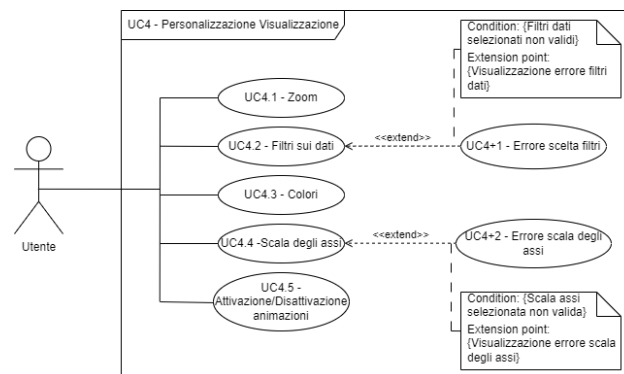 UC4 - Personalizzazione Visualizzazione
Condition: {Filtri dati
selezionati non validi}
Extension point:
{Visualizzazione errore filtri
dati}
UC4.1 - Zoom
UC4.2 - Filtri sui dati
<<extend>>
UC4+1 - Errore scelta filtri
UC4.3 - Colori
Utente
UC4.4 -Scala degli assi
<<extend>>
UC4+2 - Errore scala degli
assi
UC4.5 -
Attivazione/Disattivazione
animazioni
Condition: {Scala assi
selezionata non valida}
Extension point:
{Visualizzazione errore scala
degli assi}